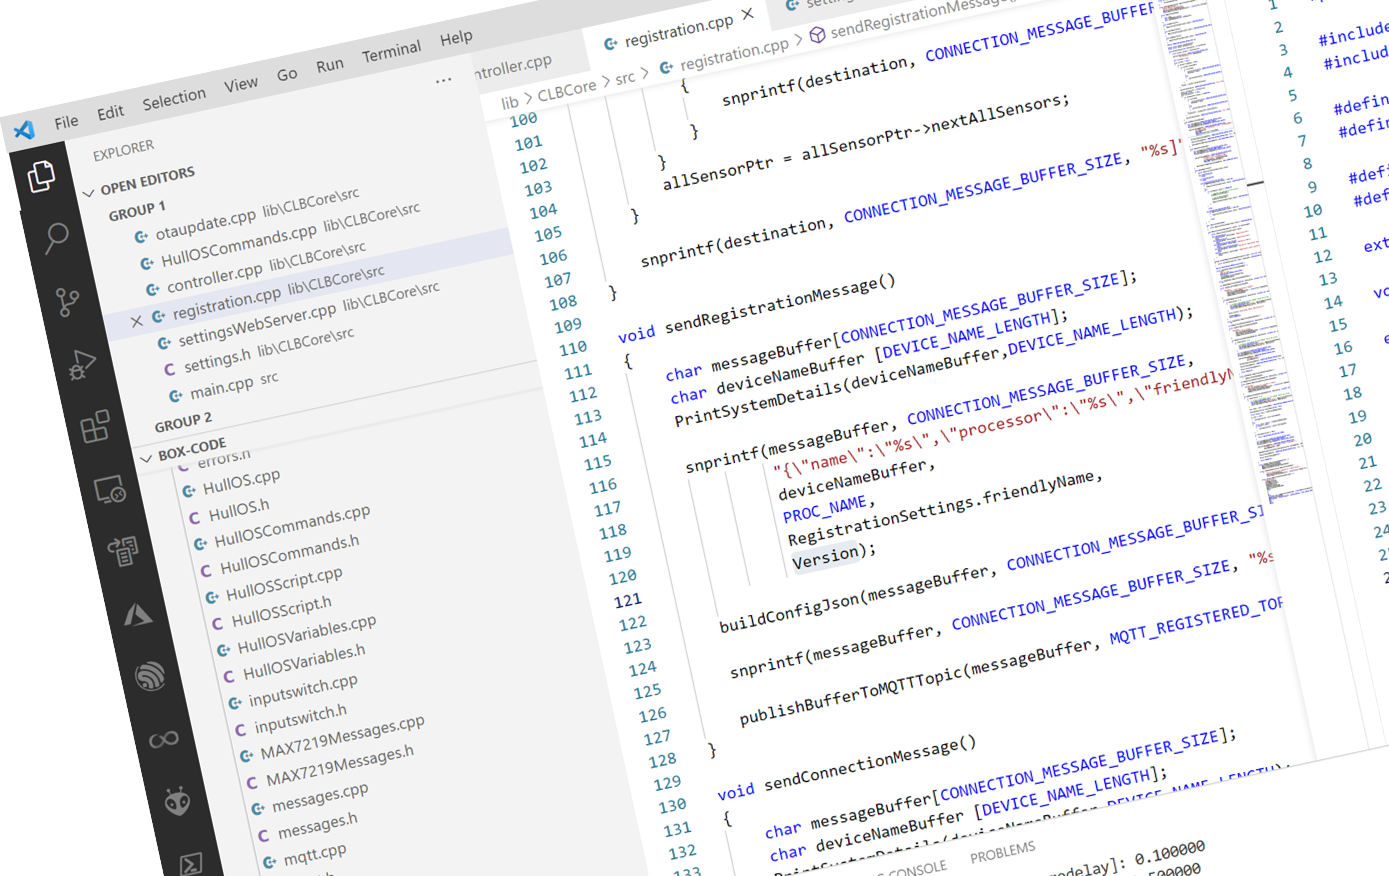 File Edit Selection View Go Run Terminal Help
EXPLORER
OPEN EDITORS
GROUP 1
otaupdate.cpp lib\CLBCore\src
HullOSCommands.cpp lib\CLBCore\src
controller.cpp lib\CLBCore\src
registration.cpp lib\CLBCore\src
settingsWebServer.cpp lib\CLBCore\src
settings.h lib\CLBCore\src
main.cpp src
GROUP 2
BOX-CODE
errors.h
HullOS.cpp
HullOS.h
HullOSCommands.cpp
HullOSCommands.h
HullOSScript.cpp
HullOSScript.h
HullOSVariables.cpp
HullOSVariables.h
inputswitch.cpp
inputswitch.h
MAX7219Messages.cpp
MAX7219Messages.h
messages.cpp
messages.h
mqtt.cpp
ntroller.cpp
registration.cpp
lib > CLBCore > src > registration.cpp > sendRegistrationMessage()
100
101
102
103
104
105
106
107
108
109
110
111
112
113
114
115
116
117
118
119
120
121
122
123
124
125
126
127
128
129
130
131
132
133
{
snprintf(destination, CONNECTION_MESSAGE_BUFFER
}
}
allSensorPtr = allSensorPtr->nextAllSensors;
}
snprintf(destination, CONNECTION_MESSAGE_BUFFER_SIZE, "%s]"
}
void sendRegistrationMessage()
{
char messageBuffer[CONNECTION_MESSAGE_BUFFER_SIZE];
char deviceNameBuffer [DEVICE_NAME_LENGTH];
PrintSystemDetails(deviceNameBuffer,DEVICE_NAME_LENGTH);
snprintf(messageBuffer, CONNECTION_MESSAGE_BUFFER_SIZE,
"{\"name\":\"%s\",\"processor\":\"%s\",\"friendlyN
deviceNameBuffer,
PROC_NAME,
RegistrationSettings.friendlyName,
Version);
buildConfigJson(messageBuffer, CONNECTION_MESSAGE_BUFFER_SI
snprintf(messageBuffer, CONNECTION_MESSAGE_BUFFER_SIZE, "%s
publishBufferToMQTTTopic(messageBuffer, MQTT_REGISTERED_TOP
}
void sendConnectionMessage()
{
char messageBuffer[CONNECTION_MESSAGE_BUFFER_SIZE];
char deviceNameBuffer [DEVICE_NAME_LENGTH];
PrintSystemDetails(deviceNameBuffer,DEVICE_NAME_LENGTH);
CONSOLE PROBLEMS
modelay]: 0.100000
500000
1
2
3
4
5
6
7
8
9
10
11
12
13
14
15
16
17
18
19
20
21
22
23
24
#include
#includ
#defin
#define
#defi
#def
ext
vo
e